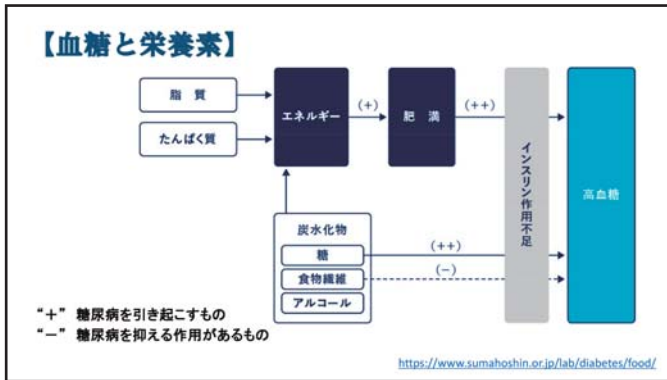 【血糖と栄養素】
脂 質
たんぱく質
エネルギー
(+)
肥 満
(++)
インスリン作用不足
高血糖
炭水化物
糖
食物繊維
アルコール
(++)
(−)
“+” 糖尿病を引き起こすもの
“−” 糖尿病を抑える作用があるもの
https://www.sumahoshin.or.jp/lab/diabetes/food/